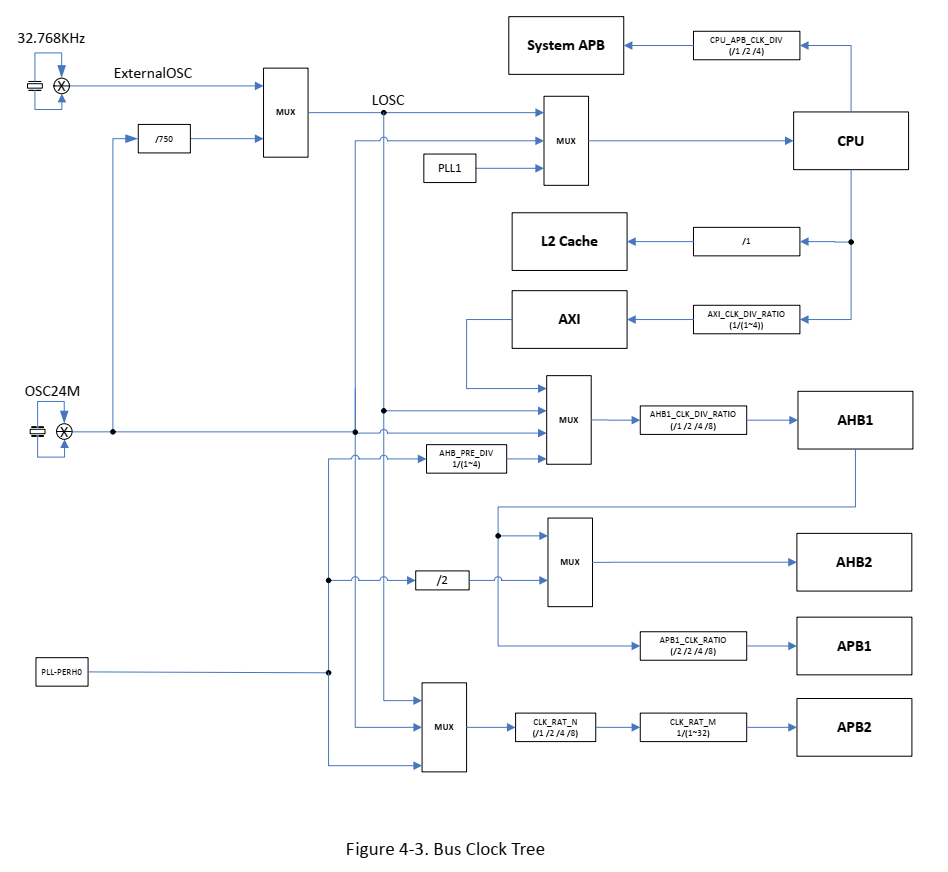 32.768KHz
ExternalOSC
MUX
/750
LOSC
MUX
PLL1
System APB
CPU_APB_CLK_DIV
(/1 /2 /4)
CPU
L2 Cache
/1
AXI
AXI_CLK_DIV_RATIO
(1/(1~4))
OSC24M
MUX
AHB1_CLK_DIV_RATIO
(/1 /2 /4 /8)
AHB1
AHB_PRE_DIV
1/(1~4)
MUX
AHB2
/2
APB1_CLK_RATIO
(/2 /2 /4 /8)
APB1
PLL-PERH0
MUX
CLK_RAT_N
(/1 /2 /4 /8)
CLK_RAT_M
1/(1~32)
APB2
Figure 4-3. Bus Clock Tree